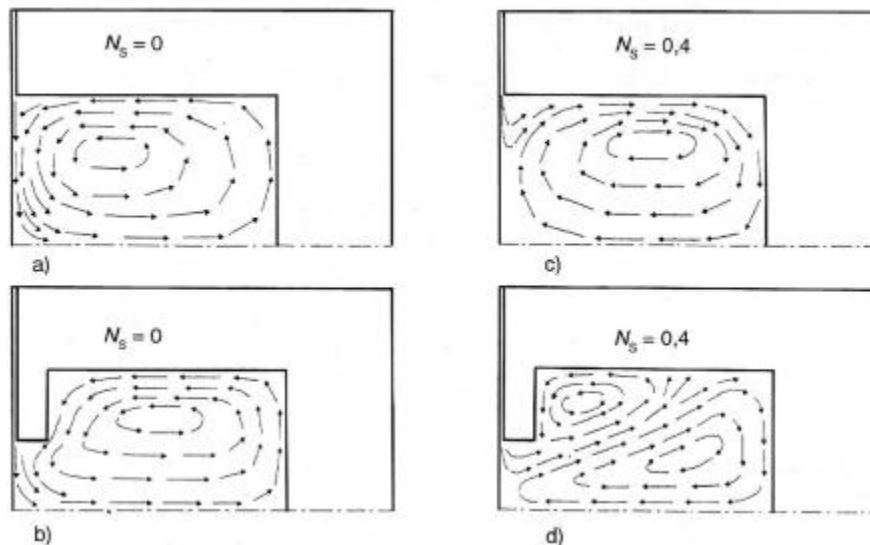 N_s = 0
a)
N_s = 0,4
c)
N_s = 0
b)
N_s = 0,4
d)